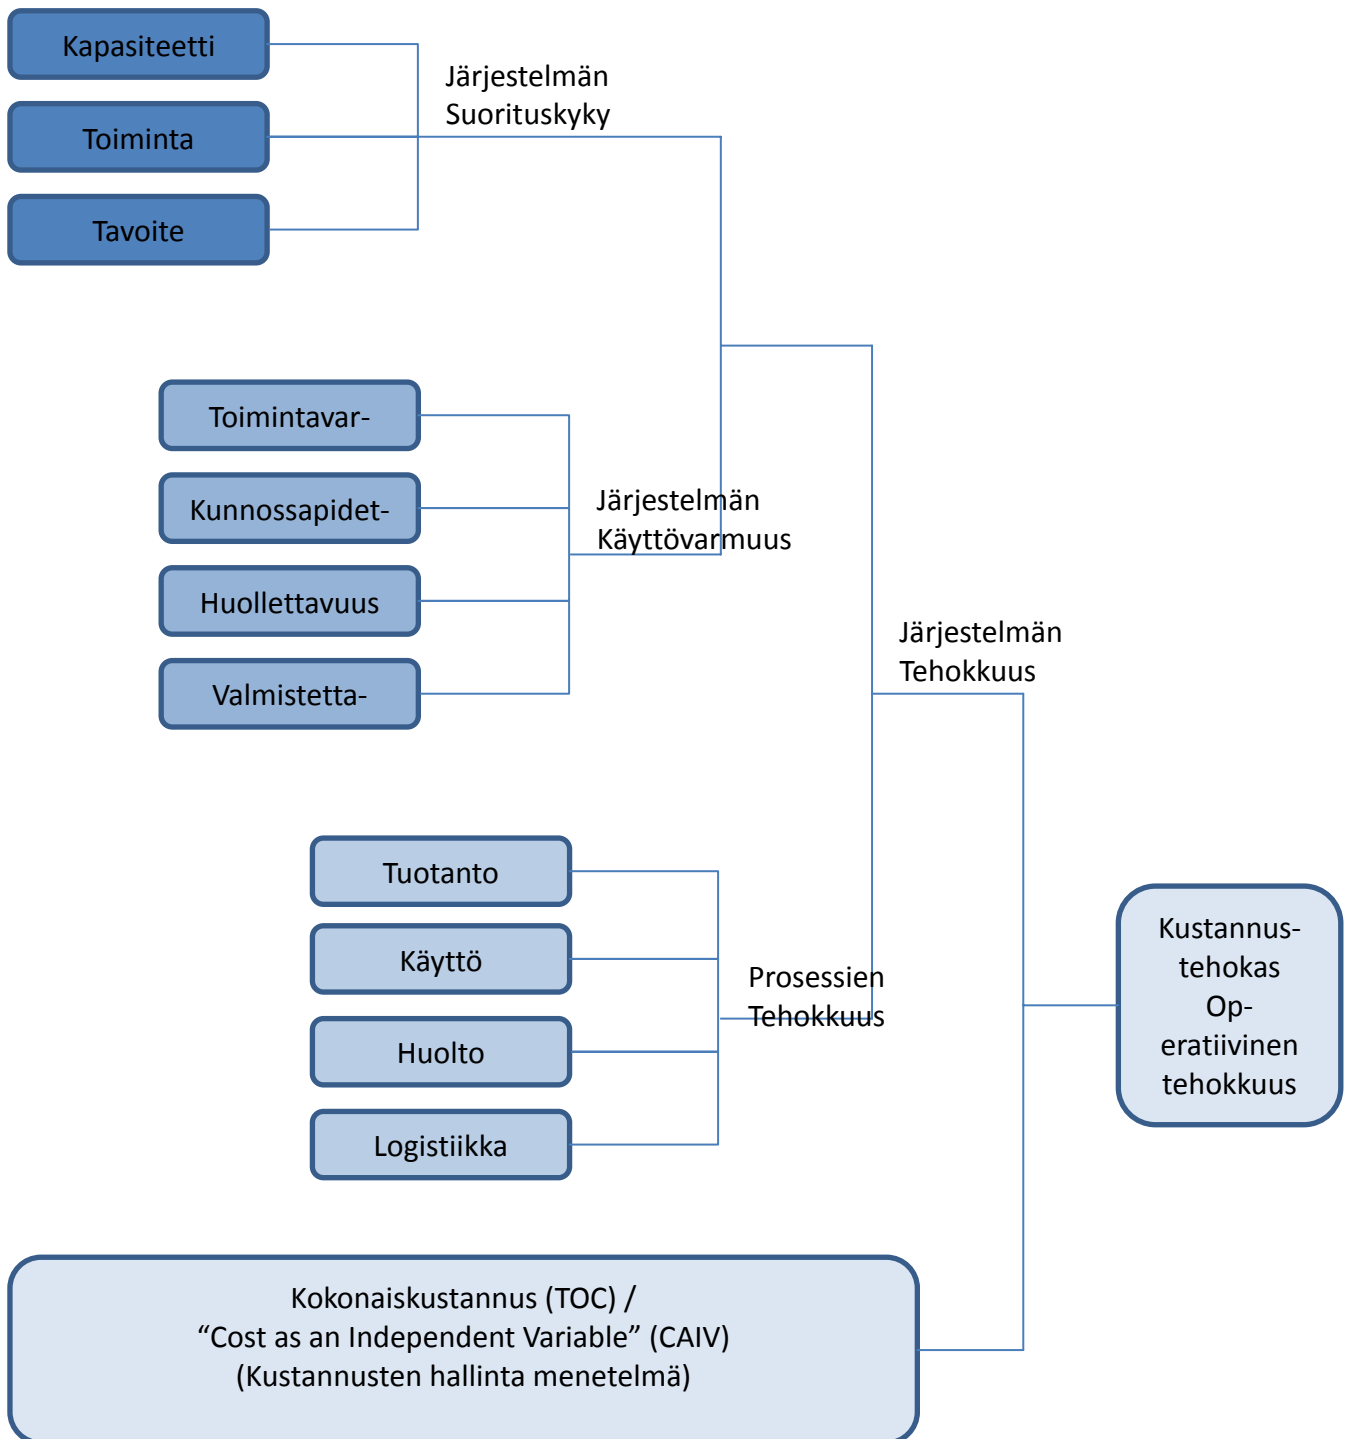 Kapasiteetti
Toiminta
Tavoite
Järjestelmän
Suorituskyky
Toimintavar-
Kunnossapidet-
Huollettavuus
Valmistetta-
Järjestelmän
Käyttövarmuus
Järjestelmän
Tehokkuus
Tuotanto
Käyttö
Huolto
Logistiikka
Prosessien
Tehokkuus
Kustannus-
tehokas
Op-
eratiivinen
tehokkuus
Kokonaiskustannus (TOC) /
“Cost as an Independent Variable” (CAIV)
(Kustannusten hallinta menetelmä)